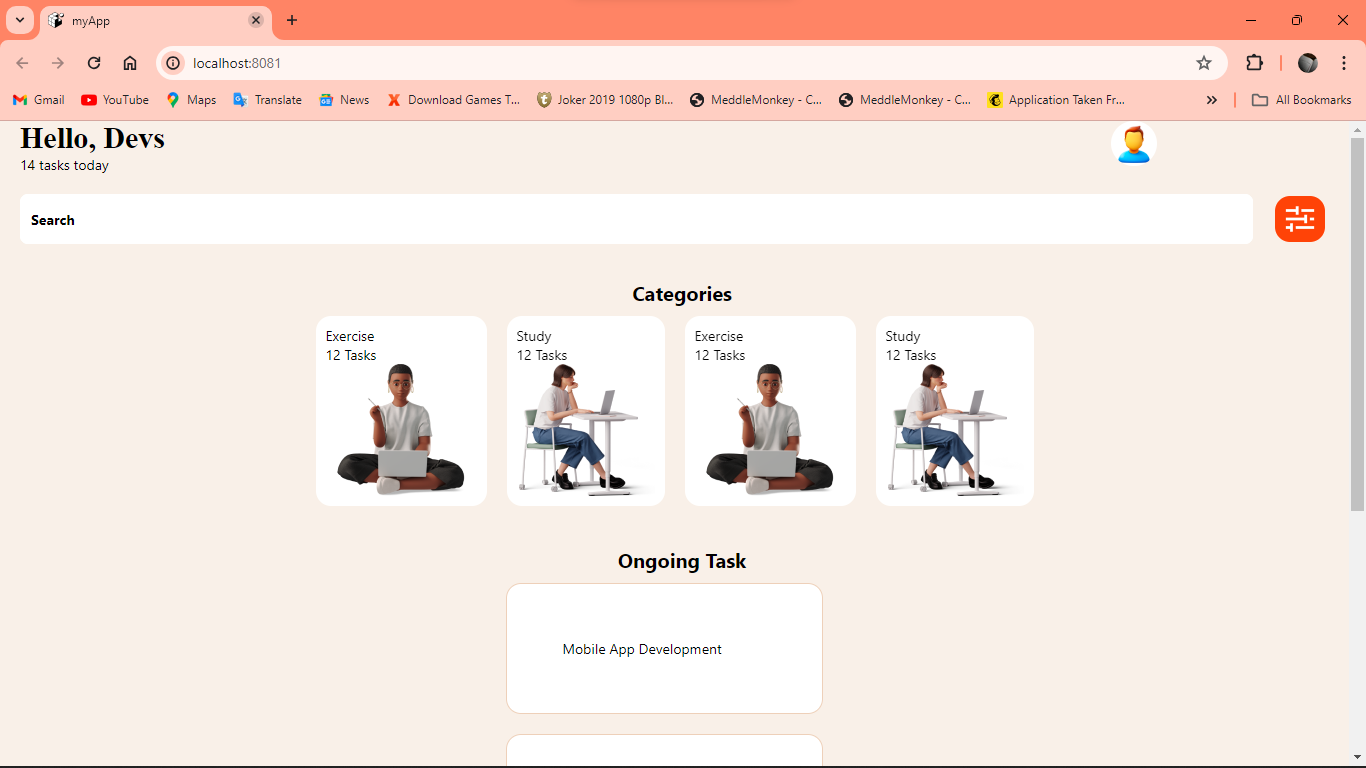 myApp
localhost:8081
Gmail YouTube Maps Translate News Download Games T... Joker 2019 1080p Bl... MeddleMonkey - C... MeddleMonkey - C... Application Taken Fr... All Bookmarks
Hello, Devs
14 tasks today
Search
Categories
Exercise
12 Tasks
Study
12 Tasks
Exercise
12 Tasks
Study
12 Tasks
Ongoing Task
Mobile App Development